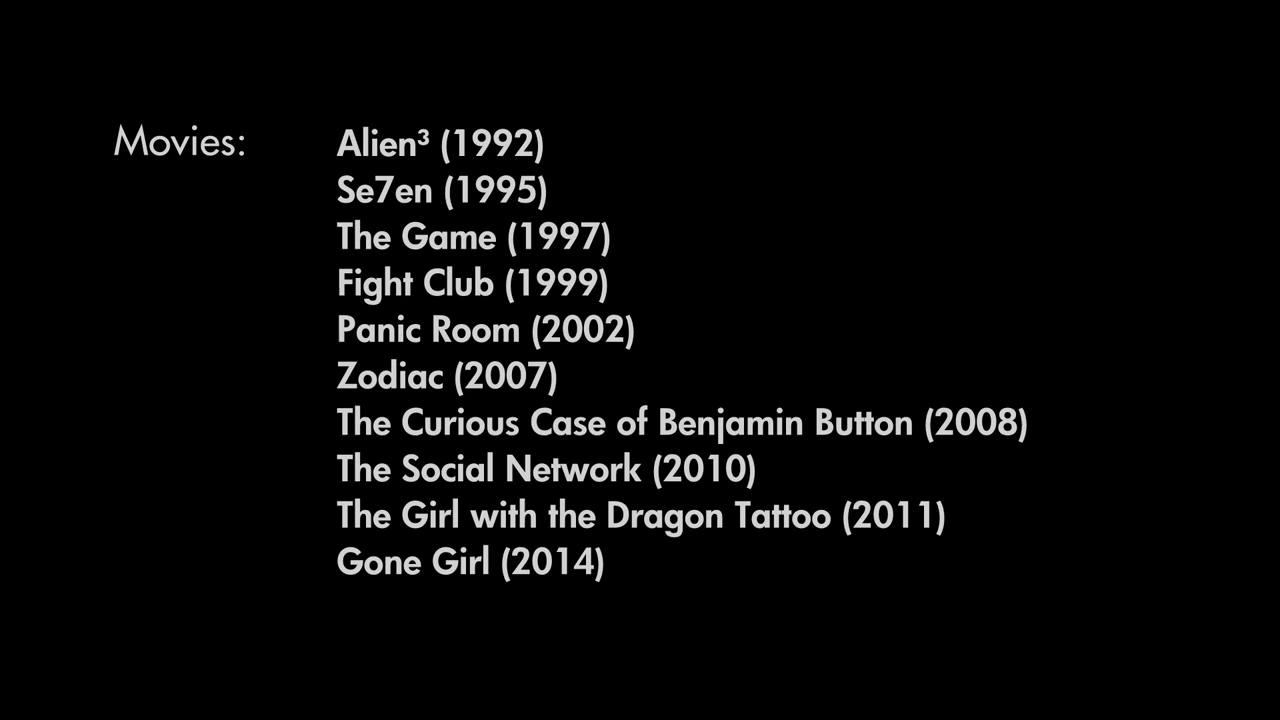 Movies: Alien³ (1992)
Se7en (1995)
The Game (1997)
Fight Club (1999)
Panic Room (2002)
Zodiac (2007)
The Curious Case of Benjamin Button (2008)
The Social Network (2010)
The Girl with the Dragon Tattoo (2011)
Gone Girl (2014)